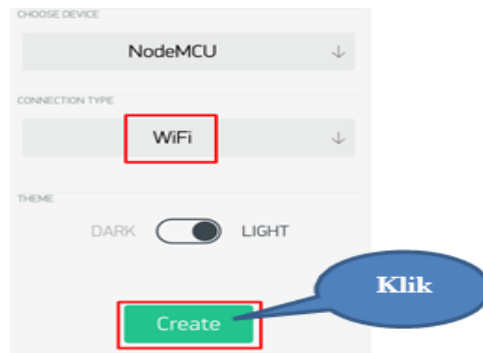 CHOOSE DEVICE
NodeMCU
CONNECTION TYPE
WiFi
THEME
DARK LIGHT
Klik
Create